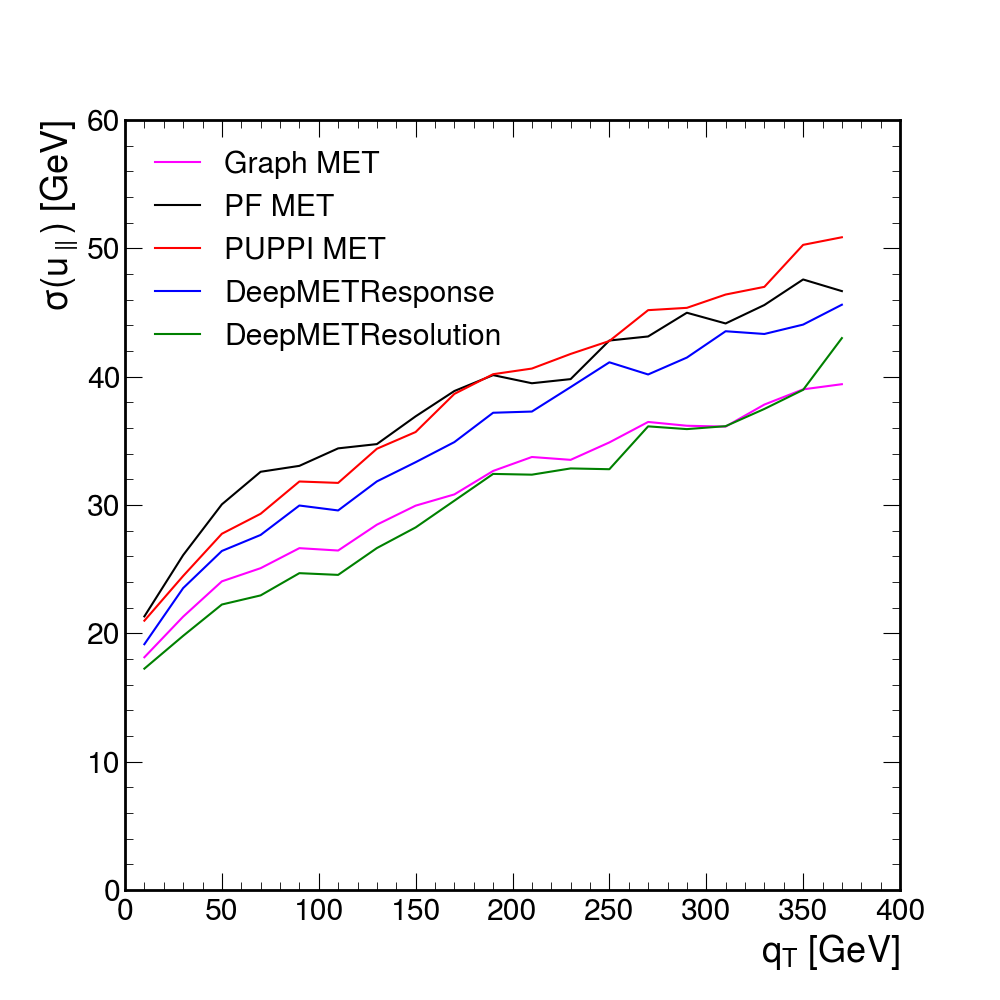 60
50
40
30
20
10
0
σ(u∥) [GeV]
Graph MET
PF MET
PUPPI MET
DeepMETResponse
DeepMETResolution
0 50 100 150 200 250 300 350 400
qT [GeV]